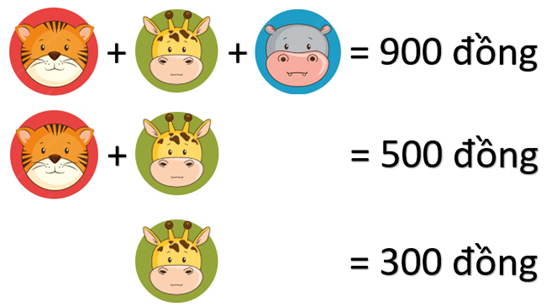 + + = 900 đồng
+ = 500 đồng
= 300 đồng